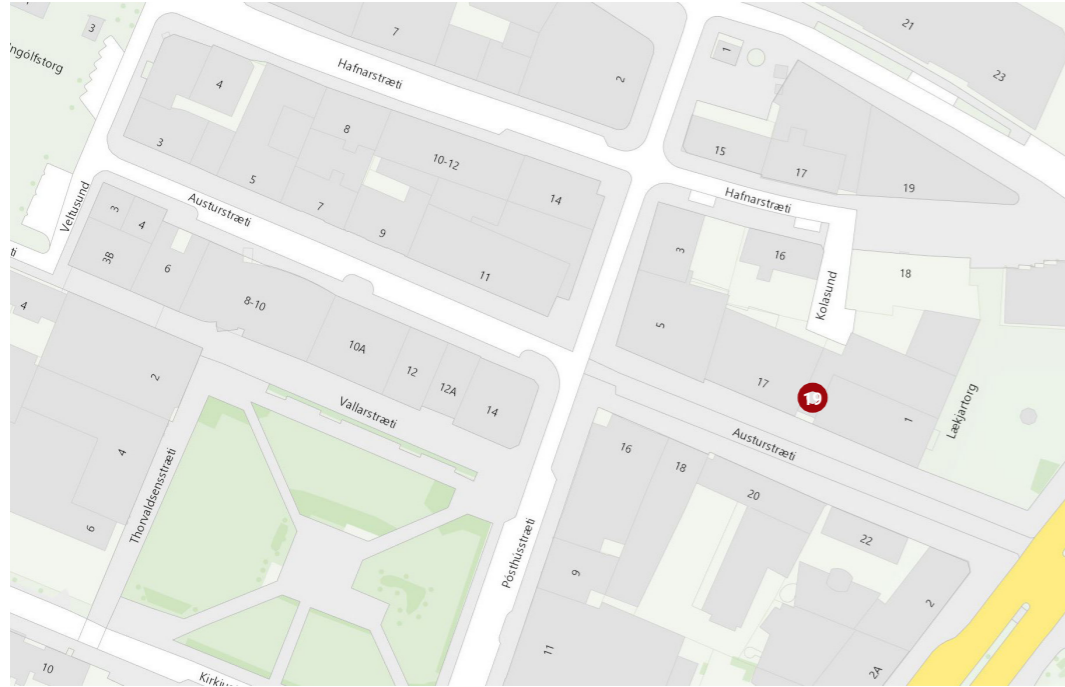 21
3
7
1
Ingólfstorg
Hafnarstræti
2
23
4
8
10-12
15
17
19
3
5
7
14
Hafnarstræti
Veltusund
Austurstræti
9
3
4
3B
6
11
3
16
18
Kolasund
8-10
5
4
10A
12
12A
14
17
19
1
Lækjartorg
2
Vallarstræti
Austurstræti
16
18
20
4
6
Thorvaldsensstræti
Pósthússtræti
22
9
2
11
2A
10